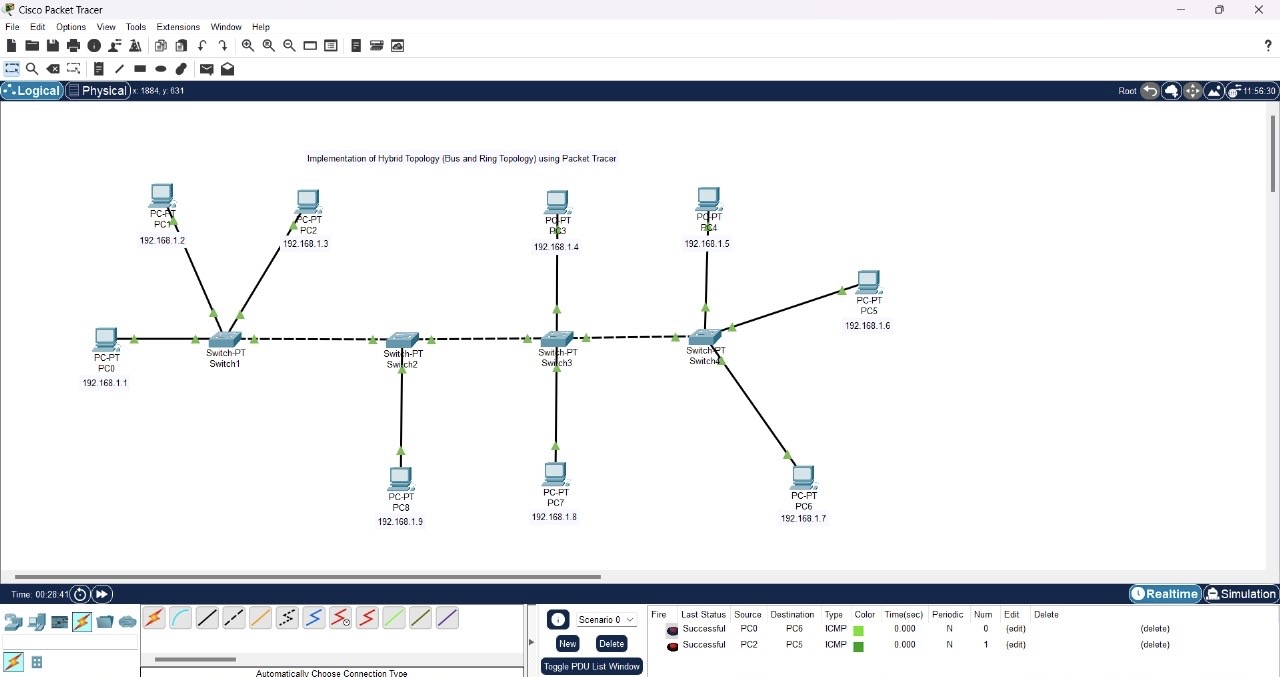 Cisco Packet Tracer
File Edit Options View Tools Extensions Window Help
?
Logical Physical x: 1884, y: 631 Root 11:56:30
Implementation of Hybrid Topology (Bus and Ring Topology) using Packet Tracer
PC-PT
PC1
192.168.1.2
PC-PT
PC2
192.168.1.3
PC-PT
PC3
192.168.1.4
PC-PT
PC4
192.168.1.5
PC-PT
PC5
192.168.1.6
PC-PT
PC0
192.168.1.1
Switch-PT
Switch1
Switch-PT
Switch2
Switch-PT
Switch3
Switch-PT
Switch4
PC-PT
PC8
192.168.1.9
PC-PT
PC7
192.168.1.8
PC-PT
PC6
192.168.1.7
Time: 00:28:41 Realtime Simulation
Scenario 0
New Delete
Toggle PDU List Window
Automatically Choose Connection Type
Fire Last Status Source Destination Type Color Time(sec) Periodic Num Edit Delete
Successful PC0 PC6 ICMP 0.000 N 0 (edit) (delete)
Successful PC2 PC5 ICMP 0.000 N 1 (edit) (delete)